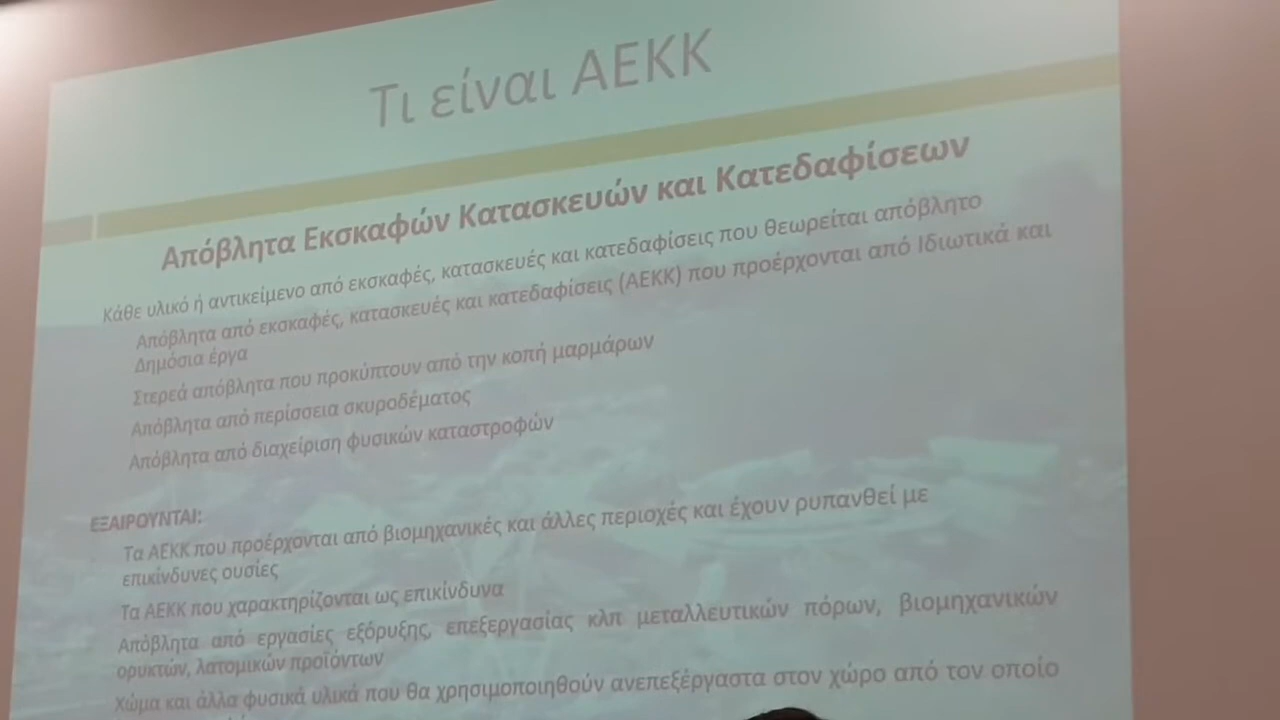 Τι είναι ΑΕΚΚ
Απόβλητα Εκσκαφών Κατασκευών και Κατεδαφίσεων
Κάθε υλικό ή αντικείμενο από εκσκαφές, κατασκευές και κατεδαφίσεις που θεωρείται απόβλητο
Απόβλητα από εκσκαφές, κατασκευές και κατεδαφίσεις (ΑΕΚΚ) που προέρχονται από Ιδιωτικά και
Δημόσια έργα
Στερεά απόβλητα που προκύπτουν από την κοπή μαρμάρων
Απόβλητα από περίσσεια σκυροδέματος
Απόβλητα από διαχείριση φυσικών καταστροφών
ΕΞΑΙΡΟΥΝΤΑΙ:
Τα ΑΕΚΚ που προέρχονται από βιομηχανικές και άλλες περιοχές και έχουν ρυπανθεί με
επικίνδυνες ουσίες
Τα ΑΕΚΚ που χαρακτηρίζονται ως επικίνδυνα
Απόβλητα από εργασίες εξόρυξης, επεξεργασίας κλπ μεταλλευτικών πόρων, βιομηχανικών
ορυκτών, λατομικών προϊόντων
Χώμα και άλλα φυσικά υλικά που θα χρησιμοποιηθούν ανεπεξέργαστα στον χώρο από τον οποίο